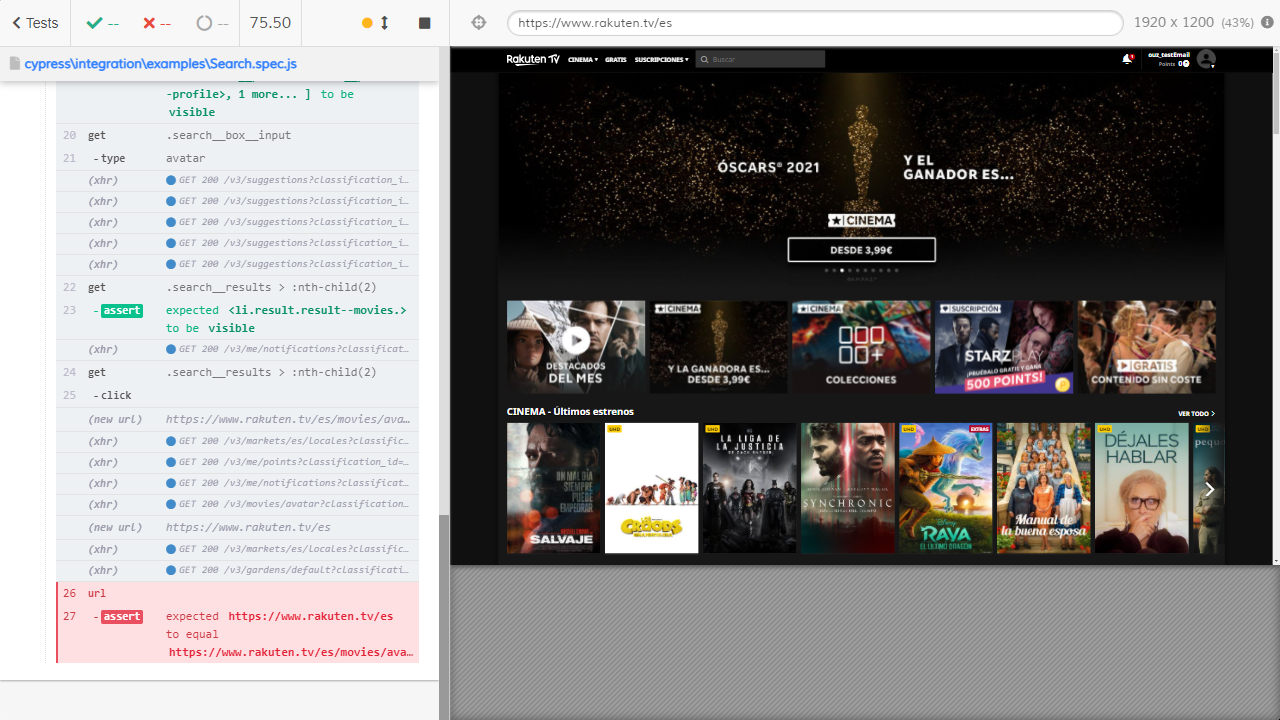 Tests
--
--
--
75.50
https://www.rakuten.tv/es
1920 x 1200 (43%)
cypress\integration\examples\Search.spec.js
-profile>, 1 more... ] to be
visible
20 get .search__box__input
21 -type avatar
(xhr) GET 200 /v3/suggestions?classification_i…
(xhr) GET 200 /v3/suggestions?classification_i…
(xhr) GET 200 /v3/suggestions?classification_i…
(xhr) GET 200 /v3/suggestions?classification_i…
(xhr) GET 200 /v3/suggestions?classification_i…
22 get .search__results > :nth-child(2)
23 -assert expected <li.result.result--movies.>
to be visible
(xhr) GET 200 /v3/me/notifications?classificat…
24 get .search__results > :nth-child(2)
25 -click
(new url) https://www.rakuten.tv/es/movies/ava…
(xhr) GET 200 /v3/markets/es/locales?classific…
(xhr) GET 200 /v3/me/points?classification_id=…
(xhr) GET 200 /v3/me/notifications?classificat…
(xhr) GET 200 /v3/movies/avatar?classification…
(new url) https://www.rakuten.tv/es
(xhr) GET 200 /v3/markets/es/locales?classific…
(xhr) GET 200 /v3/gardens/default?classificati…
26 url
27 -assert expected https://www.rakuten.tv/es
to equal
https://www.rakuten.tv/es/movies/ava…
Rakuten TV CINEMA GRATIS SUSCRIPCIONES Buscar
ouz_testEmail
Points 0
ÓSCARS® 2021
Y EL
GANADOR ES...
CINEMA
DESDE 3,99€
DESTACADOS
DEL MES
CINEMA
Y LA GANADORA ES...
DESDE 3,99€
CINEMA
COLECCIONES
SUSCRIPCIÓN
STARZPLAY
¡PRUÉBALO GRATIS Y GANA
500 POINTS!
GRATIS
CONTENIDO SIN COSTE
CINEMA - Últimos estrenos
VER TODO
UN MAL DÍA
SIEMPRE
PUEDE
EMPEORAR
SALVAJE
UHD
LOS CROODS
UHD
LA LIGA DE
LA JUSTICIA
DE ZACK SNYDER
SYNCHRONIC
UHD
EXTRAS
Disney
RAYA
Y EL ÚLTIMO DRAGÓN
UHD
Manual de
la buena esposa
UHD
DÉJALES
HABLAR
UHD
peque